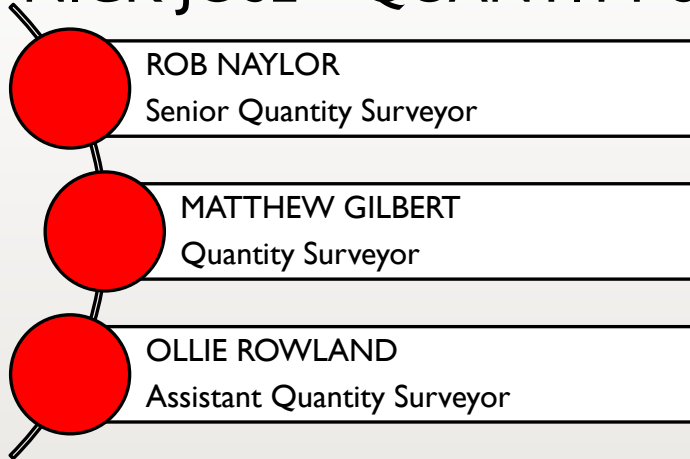 ROB NAYLOR
Senior Quantity Surveyor
MATTHEW GILBERT
Quantity Surveyor
OLLIE ROWLAND
Assistant Quantity Surveyor